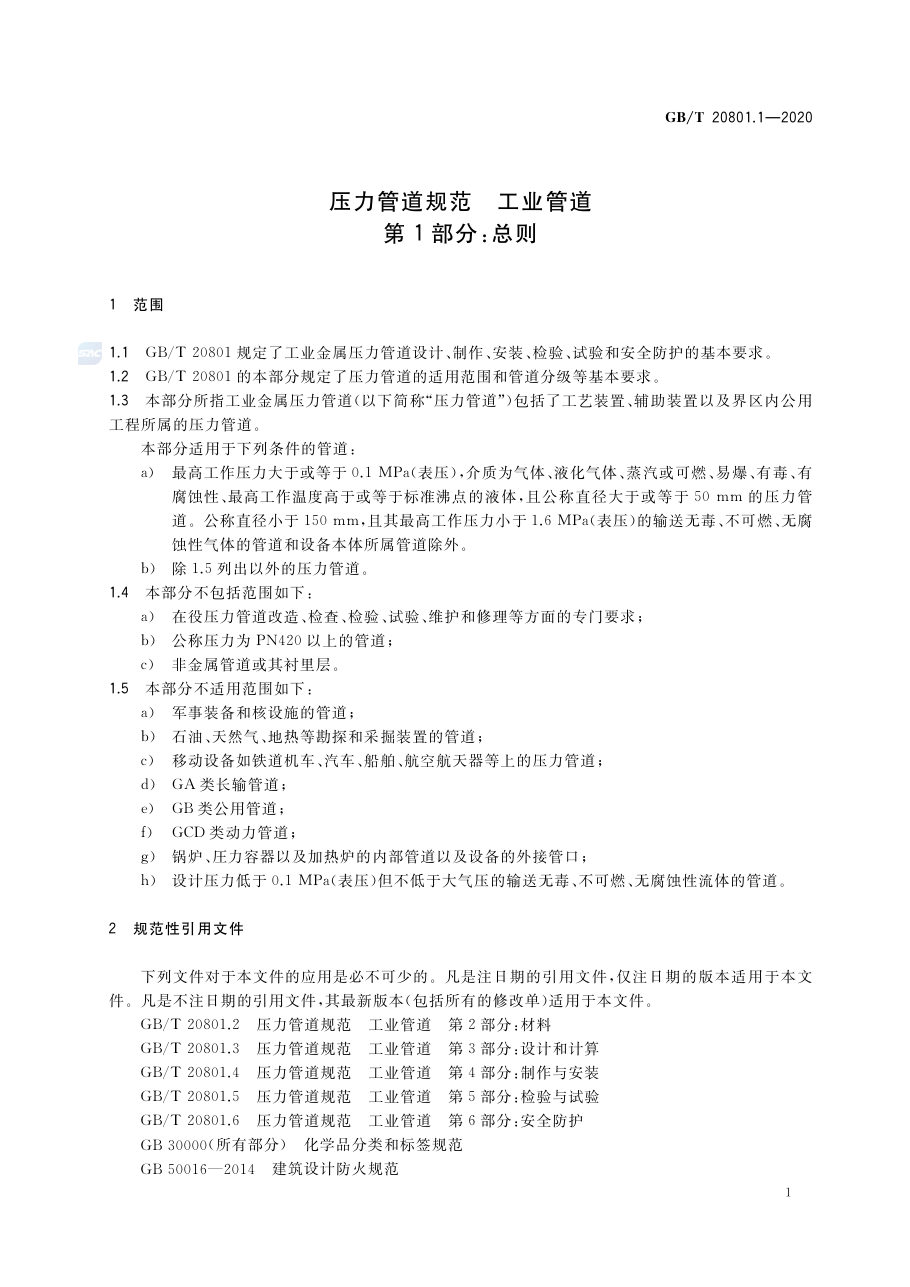 GB/T 20801.1—2020
压力管道规范　工业管道
第 1 部分:总则
1　范围
SAC
1.1　GB/T 20801 规定了工业金属压力管道设计、制作、安装、检验、试验和安全防护的基本要求。
1.2　GB/T 20801 的本部分规定了压力管道的适用范围和管道分级等基本要求。
1.3　本部分所指工业金属压力管道(以下简称“压力管道”)包括了工艺装置、辅助装置以及界区内公用
工程所属的压力管道。
本部分适用于下列条件的管道:
a)　最高工作压力大于或等于 0.1 MPa(表压),介质为气体、液化气体、蒸汽或可燃、易爆、有毒、有
腐蚀性、最高工作温度高于或等于标准沸点的液体,且公称直径大于或等于 50 mm 的压力管
道。公称直径小于 150 mm,且其最高工作压力小于 1.6 MPa(表压)的输送无毒、不可燃、无腐
蚀性气体的管道和设备本体所属管道除外。
b)　除 1.5 列出以外的压力管道。
1.4　本部分不包括范围如下:
a)　在役压力管道改造、检查、检验、试验、维护和修理等方面的专门要求;
b)　公称压力为 PN420 以上的管道;
c)　非金属管道或其衬里层。
1.5　本部分不适用范围如下:
a)　军事装备和核设施的管道;
b)　石油、天然气、地热等勘探和采掘装置的管道;
c)　移动设备如铁道机车、汽车、船舶、航空航天器等上的压力管道;
d)　GA 类长输管道;
e)　GB 类公用管道;
f)　GCD 类动力管道;
g)　锅炉、压力容器以及加热炉的内部管道以及设备的外接管口;
h)　设计压力低于 0.1 MPa(表压)但不低于大气压的输送无毒、不可燃、无腐蚀性流体的管道。
2　规范性引用文件
下列文件对于本文件的应用是必不可少的。凡是注日期的引用文件,仅注日期的版本适用于本文
件。凡是不注日期的引用文件,其最新版本(包括所有的修改单)适用于本文件。
GB/T 20801.2　压力管道规范　工业管道　第 2 部分:材料
GB/T 20801.3　压力管道规范　工业管道　第 3 部分:设计和计算
GB/T 20801.4　压力管道规范　工业管道　第 4 部分:制作与安装
GB/T 20801.5　压力管道规范　工业管道　第 5 部分:检验与试验
GB/T 20801.6　压力管道规范　工业管道　第 6 部分:安全防护
GB 30000(所有部分)　化学品分类和标签规范
GB 50016—2014　建筑设计防火规范
1